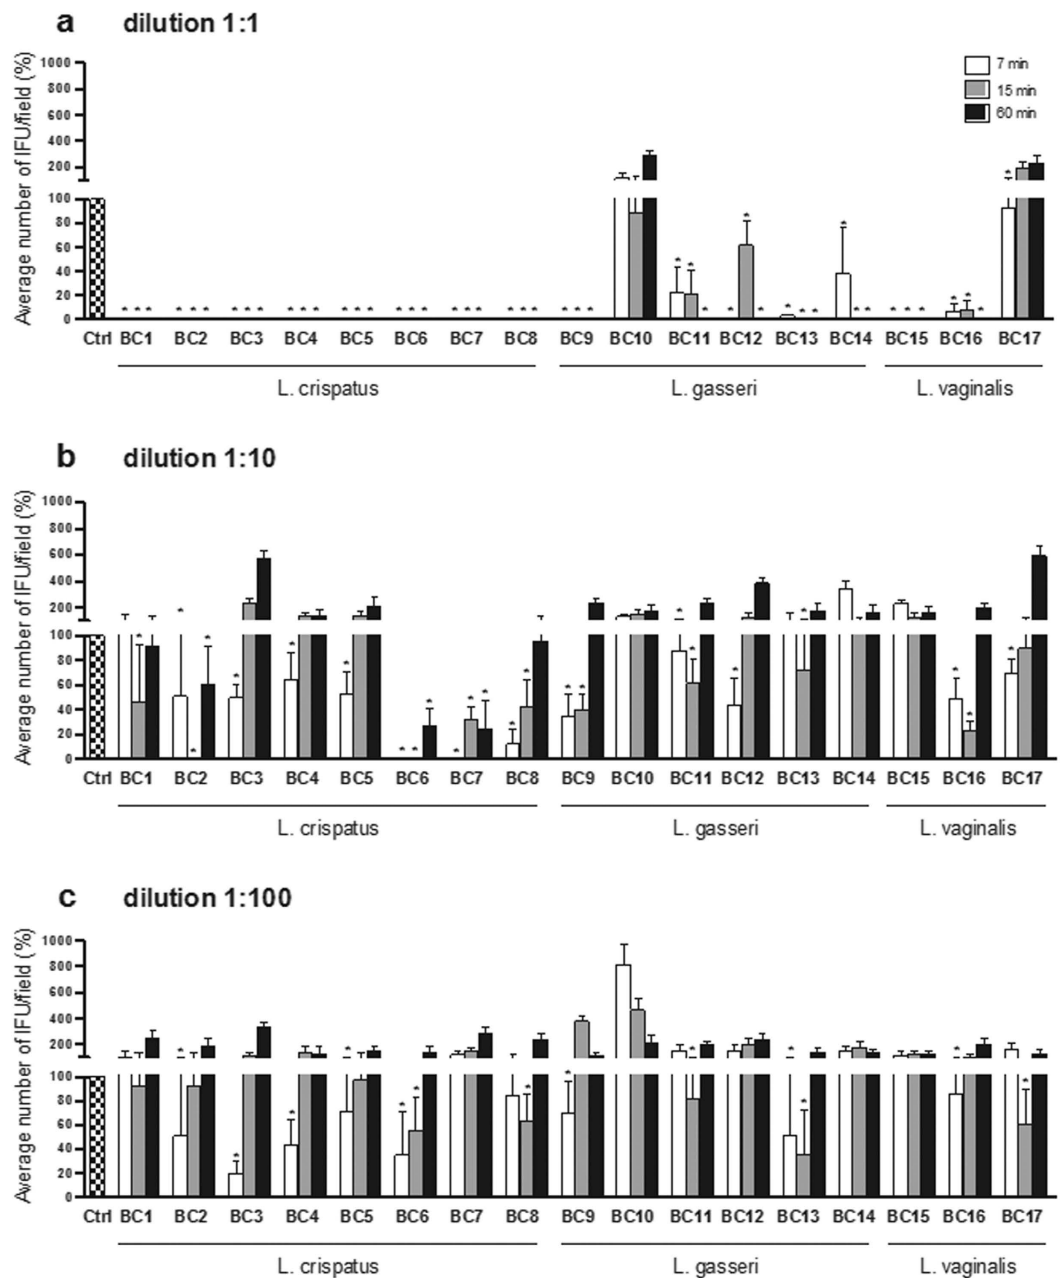 a dilution 1:1
Average number of IFU/field (%)
1000
800
600
400
200
100
80
60
40
20
0
7 min
15 min
60 min
* * * * * * * * * * * * * * * * * * * * * * * * * * * * * * * * * * * * * * * * * * * * *
Ctrl BC1 BC2 BC3 BC4 BC5 BC6 BC7 BC8 BC9 BC10 BC11 BC12 BC13 BC14 BC15 BC16 BC17
L. crispatus L. gasseri L. vaginalis
b dilution 1:10
Average number of IFU/field (%)
1000
800
600
400
200
100
80
60
40
20
0
Ctrl BC1 BC2 BC3 BC4 BC5 BC6 BC7 BC8 BC9 BC10 BC11 BC12 BC13 BC14 BC15 BC16 BC17
L. crispatus L. gasseri L. vaginalis
c dilution 1:100
Average number of IFU/field (%)
1000
800
600
400
200
100
80
60
40
20
0
Ctrl BC1 BC2 BC3 BC4 BC5 BC6 BC7 BC8 BC9 BC10 BC11 BC12 BC13 BC14 BC15 BC16 BC17
L. crispatus L. gasseri L. vaginalis